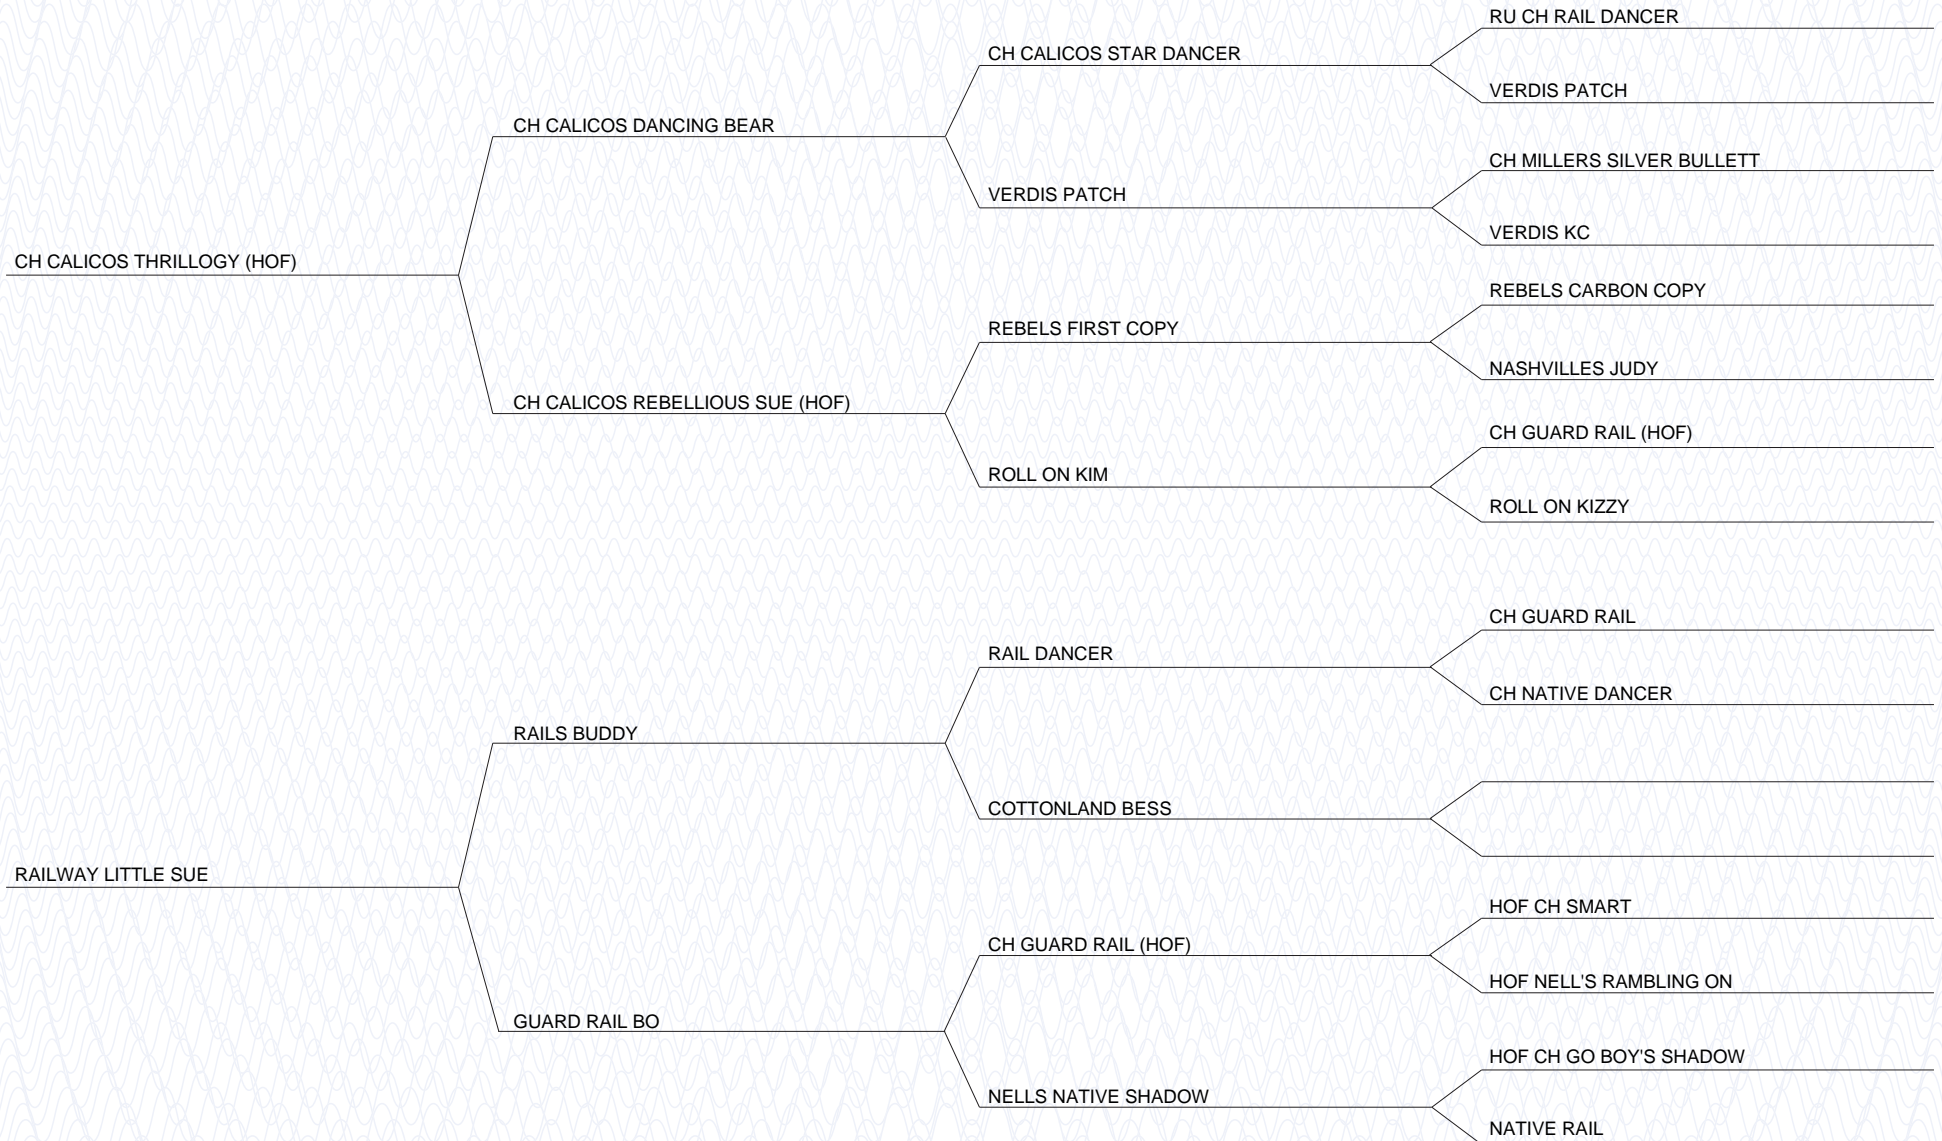 RU CH RAIL DANCER
CH CALICOS STAR DANCER
VERDIS PATCH
CH CALICOS DANCING BEAR
CH MILLERS SILVER BULLETT
VERDIS PATCH
VERDIS KC
CH CALICOS THRILLOGY (HOF)
REBELS CARBON COPY
REBELS FIRST COPY
NASHVILLES JUDY
CH CALICOS REBELLIOUS SUE (HOF)
CH GUARD RAIL (HOF)
ROLL ON KIM
ROLL ON KIZZY
CH GUARD RAIL
RAIL DANCER
CH NATIVE DANCER
RAILS BUDDY
COTTONLAND BESS
RAILWAY LITTLE SUE
HOF CH SMART
CH GUARD RAIL (HOF)
HOF NELL'S RAMBLING ON
GUARD RAIL BO
HOF CH GO BOY'S SHADOW
NELLS NATIVE SHADOW
NATIVE RAIL